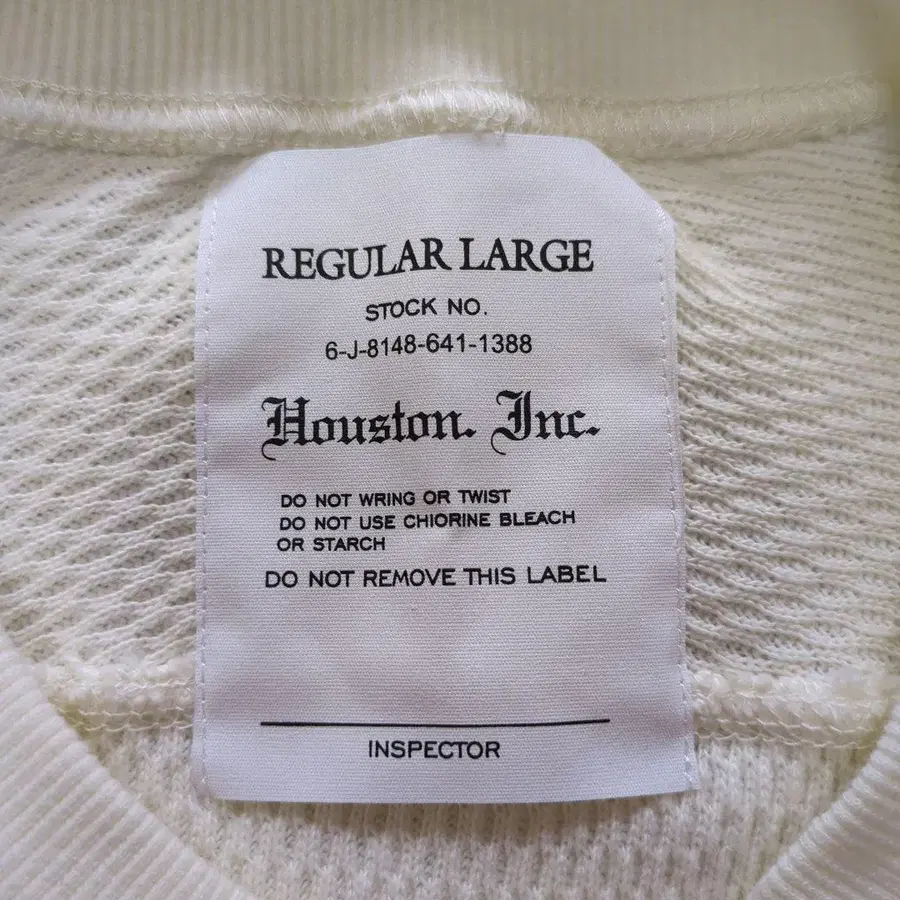 REGULAR LARGE
STOCK NO.
6-J-8148-641-1388
Houston. Inc.
DO NOT WRING OR TWIST
DO NOT USE CHIORINE BLEACH
OR STARCH
DO NOT REMOVE THIS LABEL
INSPECTOR